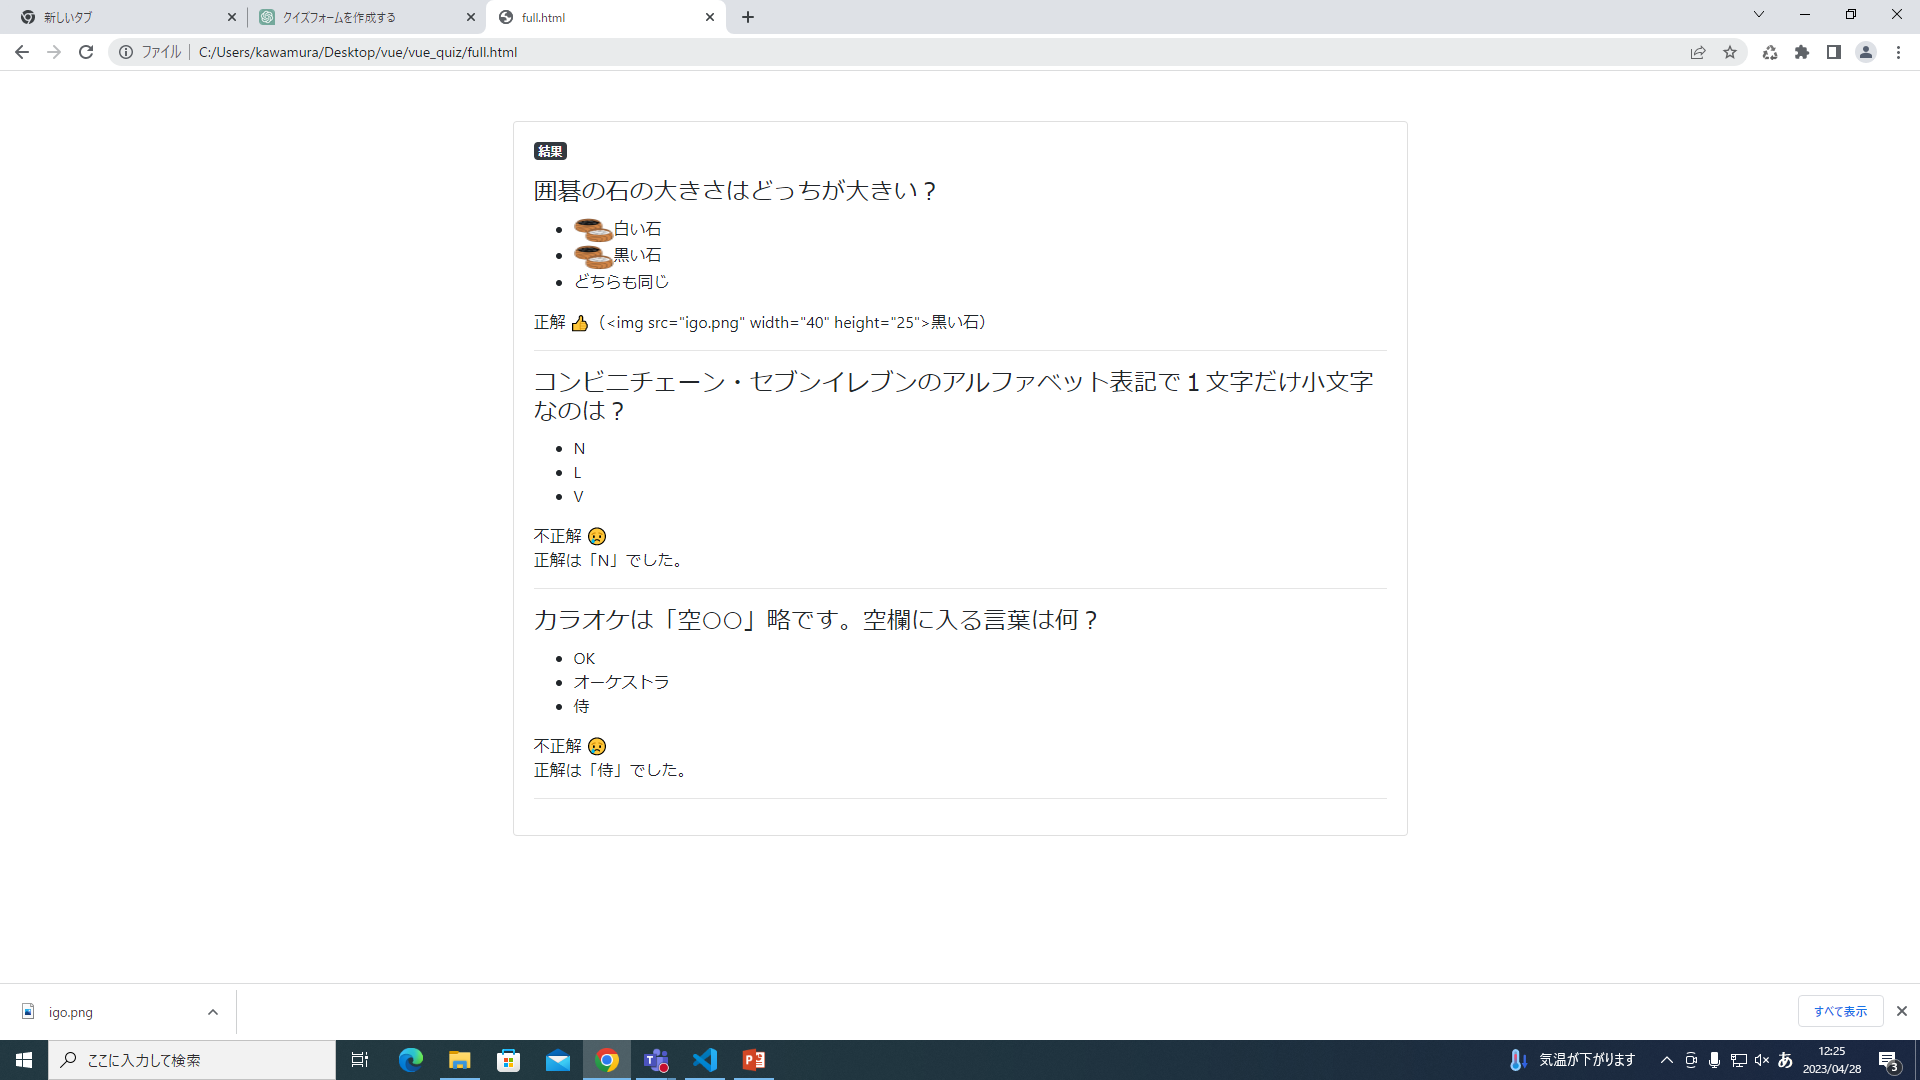 新しいタブ
クイズフォームを作成する
full.html
ファイル
C:/Users/kawamura/Desktop/vue/vue_quiz/full.html
結果
囲碁の石の大きさはどっちが大きい？
白い石
黒い石
どちらも同じ
正解 👍（<img src="igo.png" width="40" height="25">黒い石）
コンビニチェーン・セブンイレブンのアルファベット表記で１文字だけ小文字
なのは？
N
L
V
不正解 😥
正解は「N」でした。
カラオケは「空○○」略です。空欄に入る言葉は何？
OK
オーケストラ
侍
不正解 😥
正解は「侍」でした。
igo.png
すべて表示
ここに入力して検索
気温が下がります
あ
12:25
2023/04/28
3